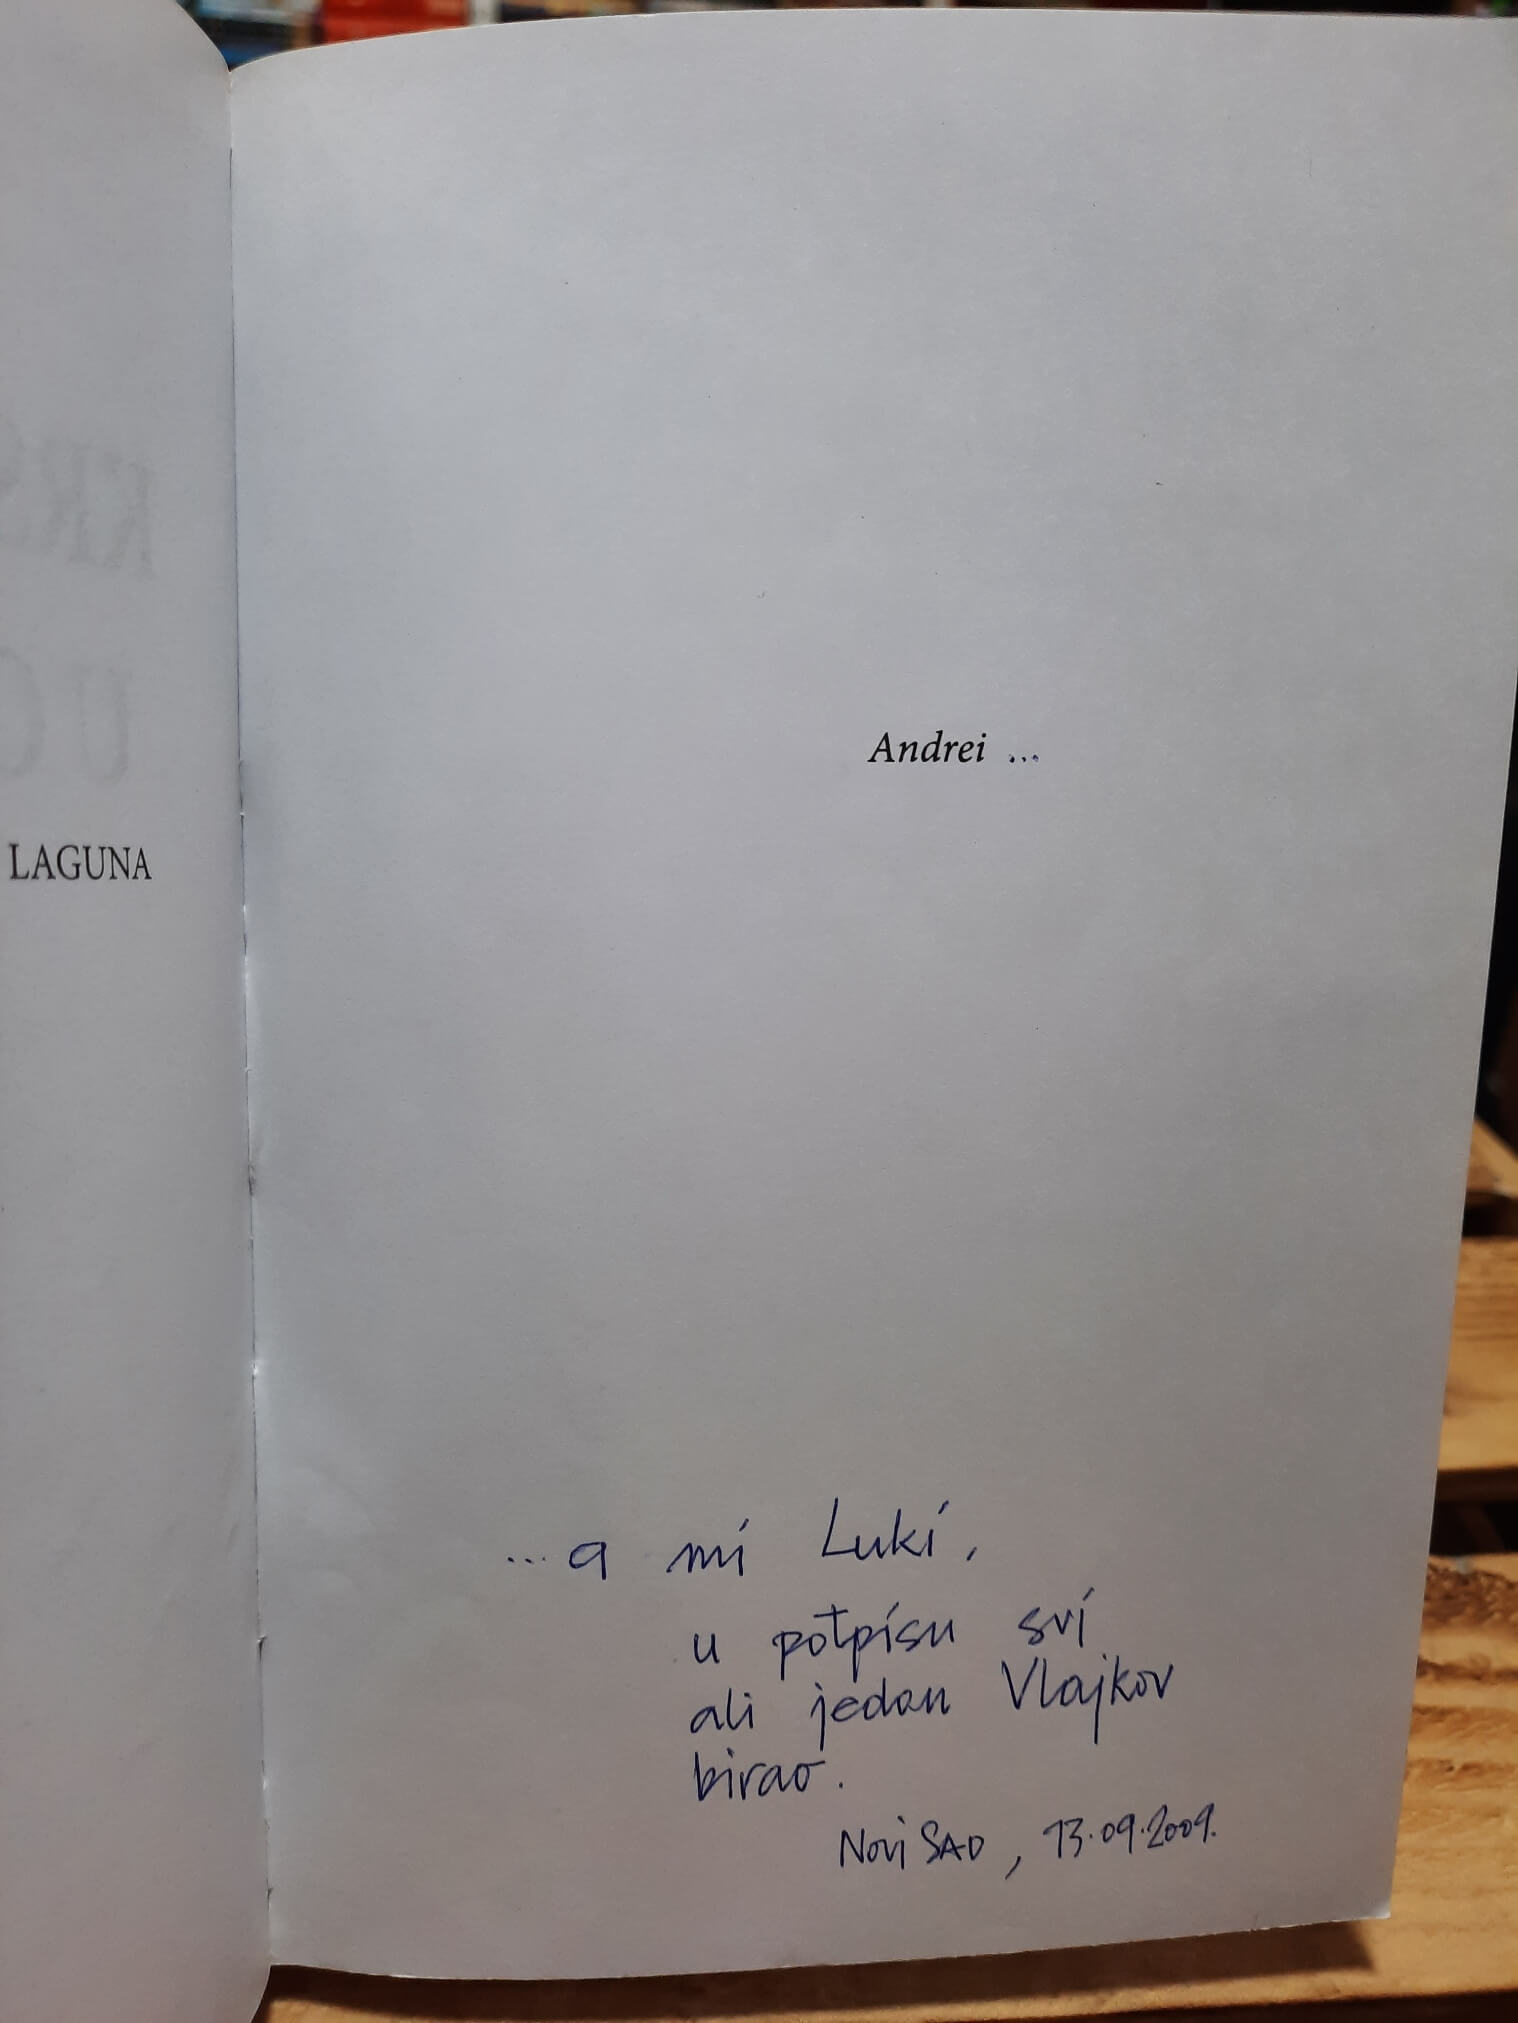 LAGUNA
Andrei ...
... a mi Luki,
u potpisu svi
ali jedan Vlajkov
birao.
Novi SAD, 13.09.2009.